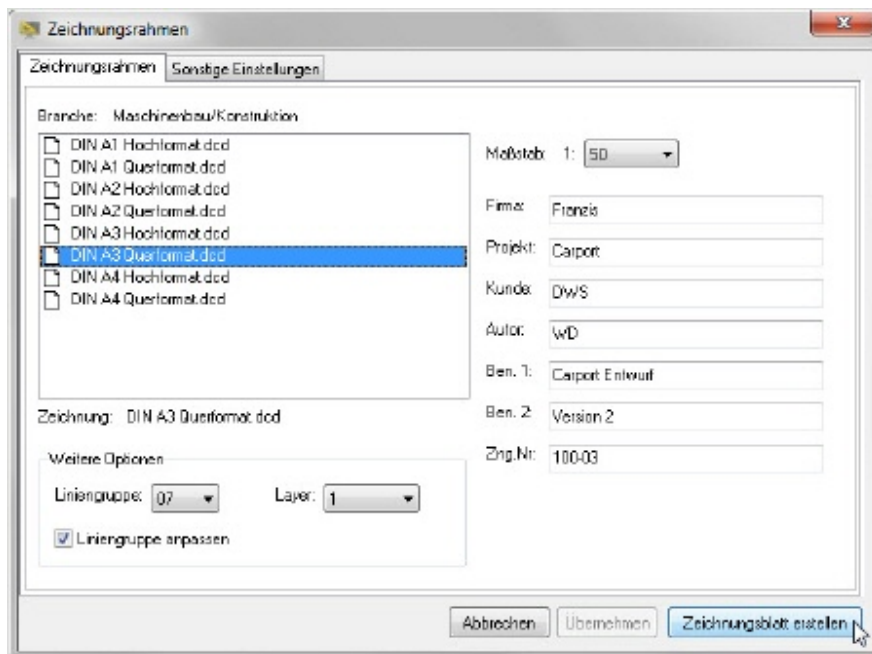 Zeichnungsrahmen
Zeichnungsrahmen Sonstige Einstellungen
Branche: Maschinenbau/Konstruktion
DIN A1 Hochformat.dcd
DIN A1 Querformat.dcd
DIN A2 Hochformat.dcd
DIN A2 Querformat.dcd
DIN A3 Hochformat.dcd
DIN A3 Querformat.dcd
DIN A4 Hochformat.dcd
DIN A4 Querformat.dcd
Zeichnung: DIN A3 Querformat.dcd
Weitere Optionen
Liniengruppe: 07 Layer: 1
Liniengruppe anpassen
Maßstab: 1: 50
Firma: Franzis
Projekt: Carport
Kunde: DWS
Autor: WD
Ben. 1: Carport Entwurf
Ben. 2: Version 2
Zng.Nr: 100-03
Abbrechen Übernehmen Zeichnungsblatt erstellen